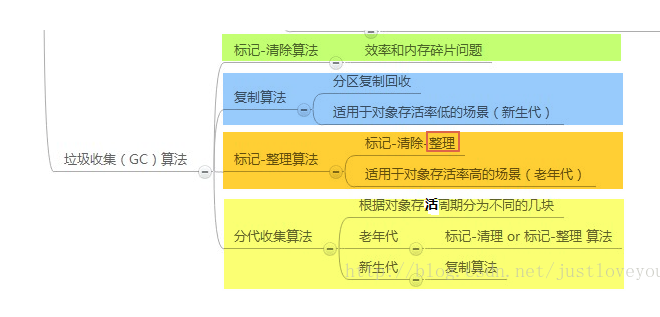 标记-清除算法
效率和内存碎片问题
复制算法
分区复制回收
适用于对象存活率低的场景（新生代）
垃圾收集（GC）算法
标记-整理算法
标记-清除-整理
适用于对象存活率高的场景（老年代）
分代收集算法
根据对象存活周期分为不同的几块
老年代
标记-清理 or 标记-整理 算法
新生代
复制算法
http://blog.csdn.net/justloveyou